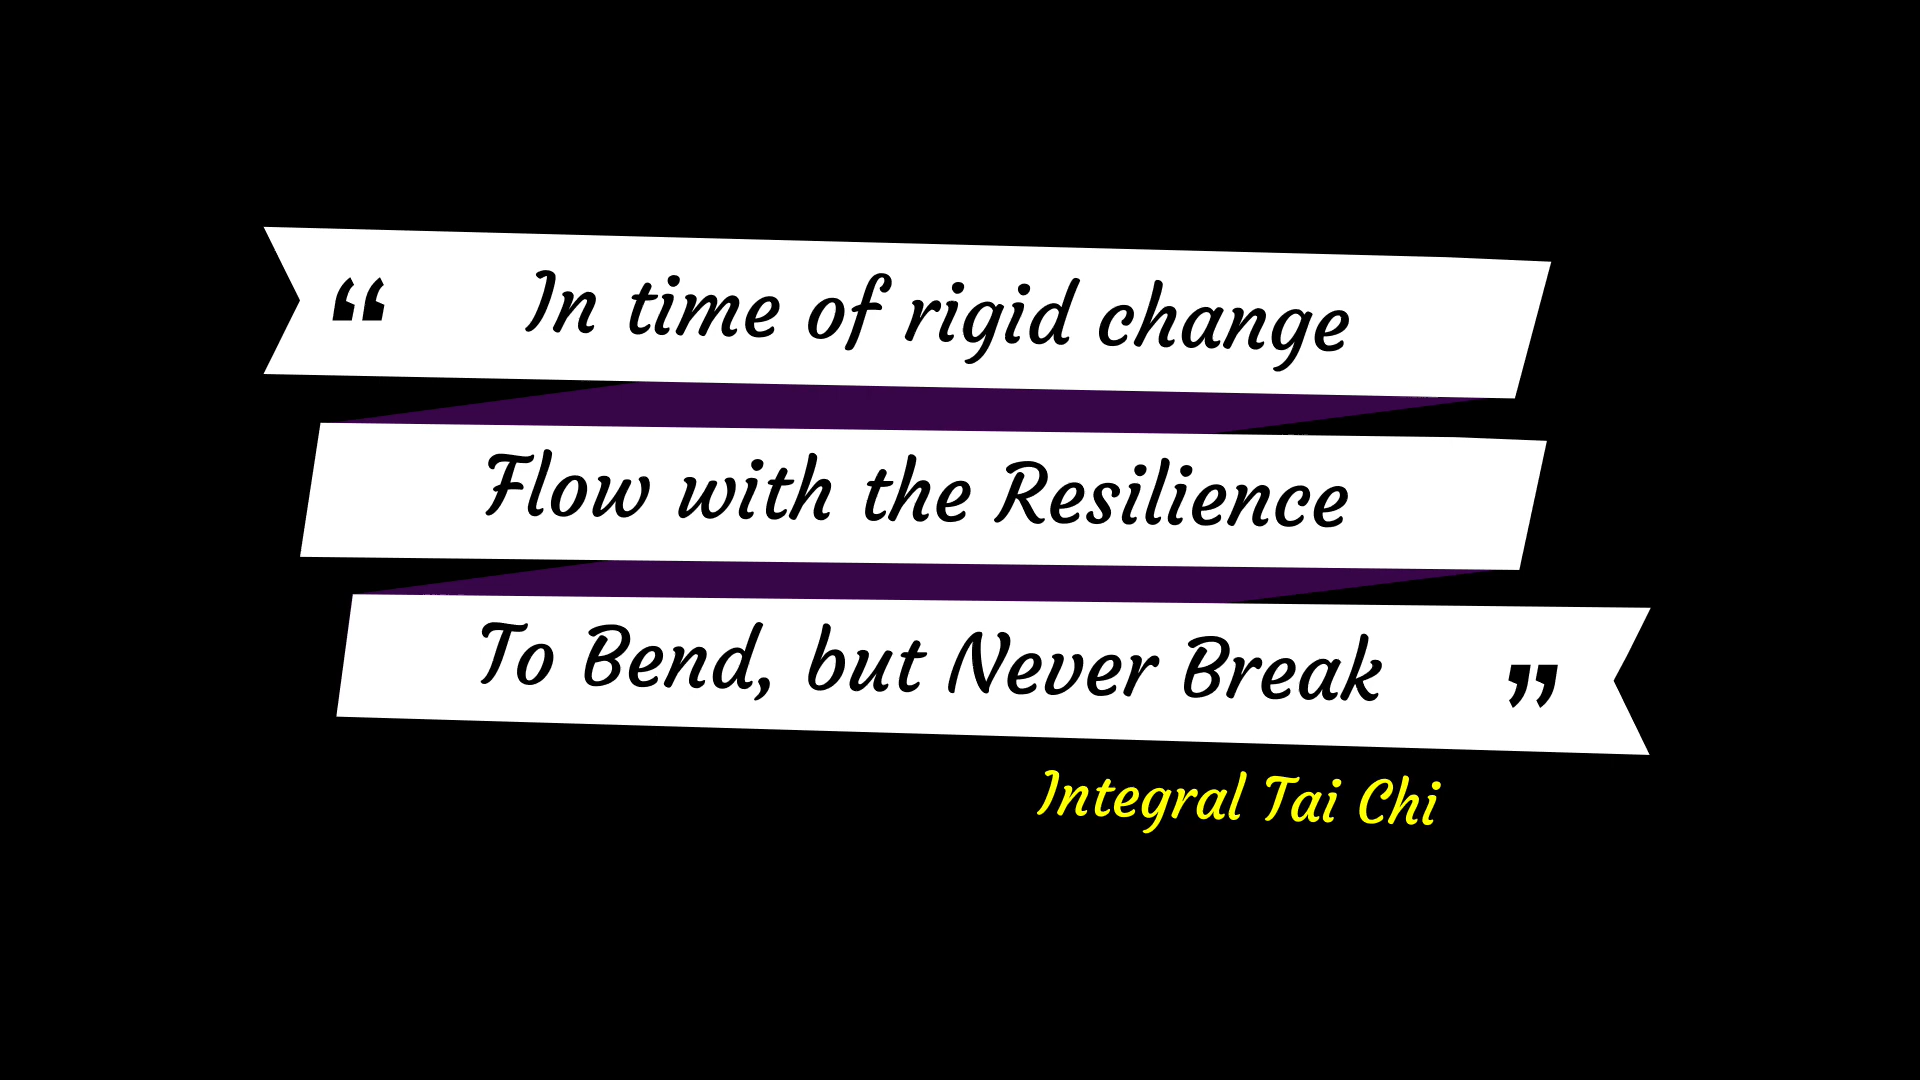 “ In time of rigid change
Flow with the Resilience
To Bend, but Never Break ”
Integral Tai Chi